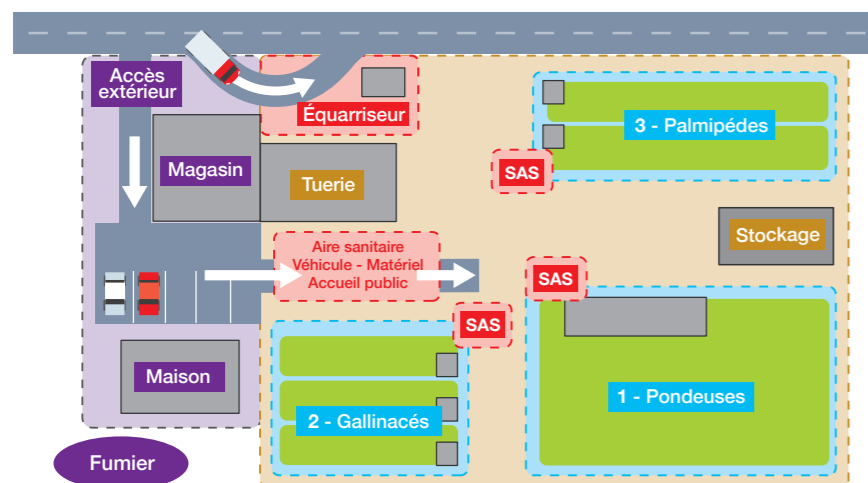 Accès
extérieur
Équarriseur
3 - Palmipédes
Magasin
Tuerie
SAS
Stockage
Aire sanitaire
Véhicule - Matériel
Accueil public
SAS
SAS
Maison
1 - Pondeuses
2 - Gallinacés
Fumier